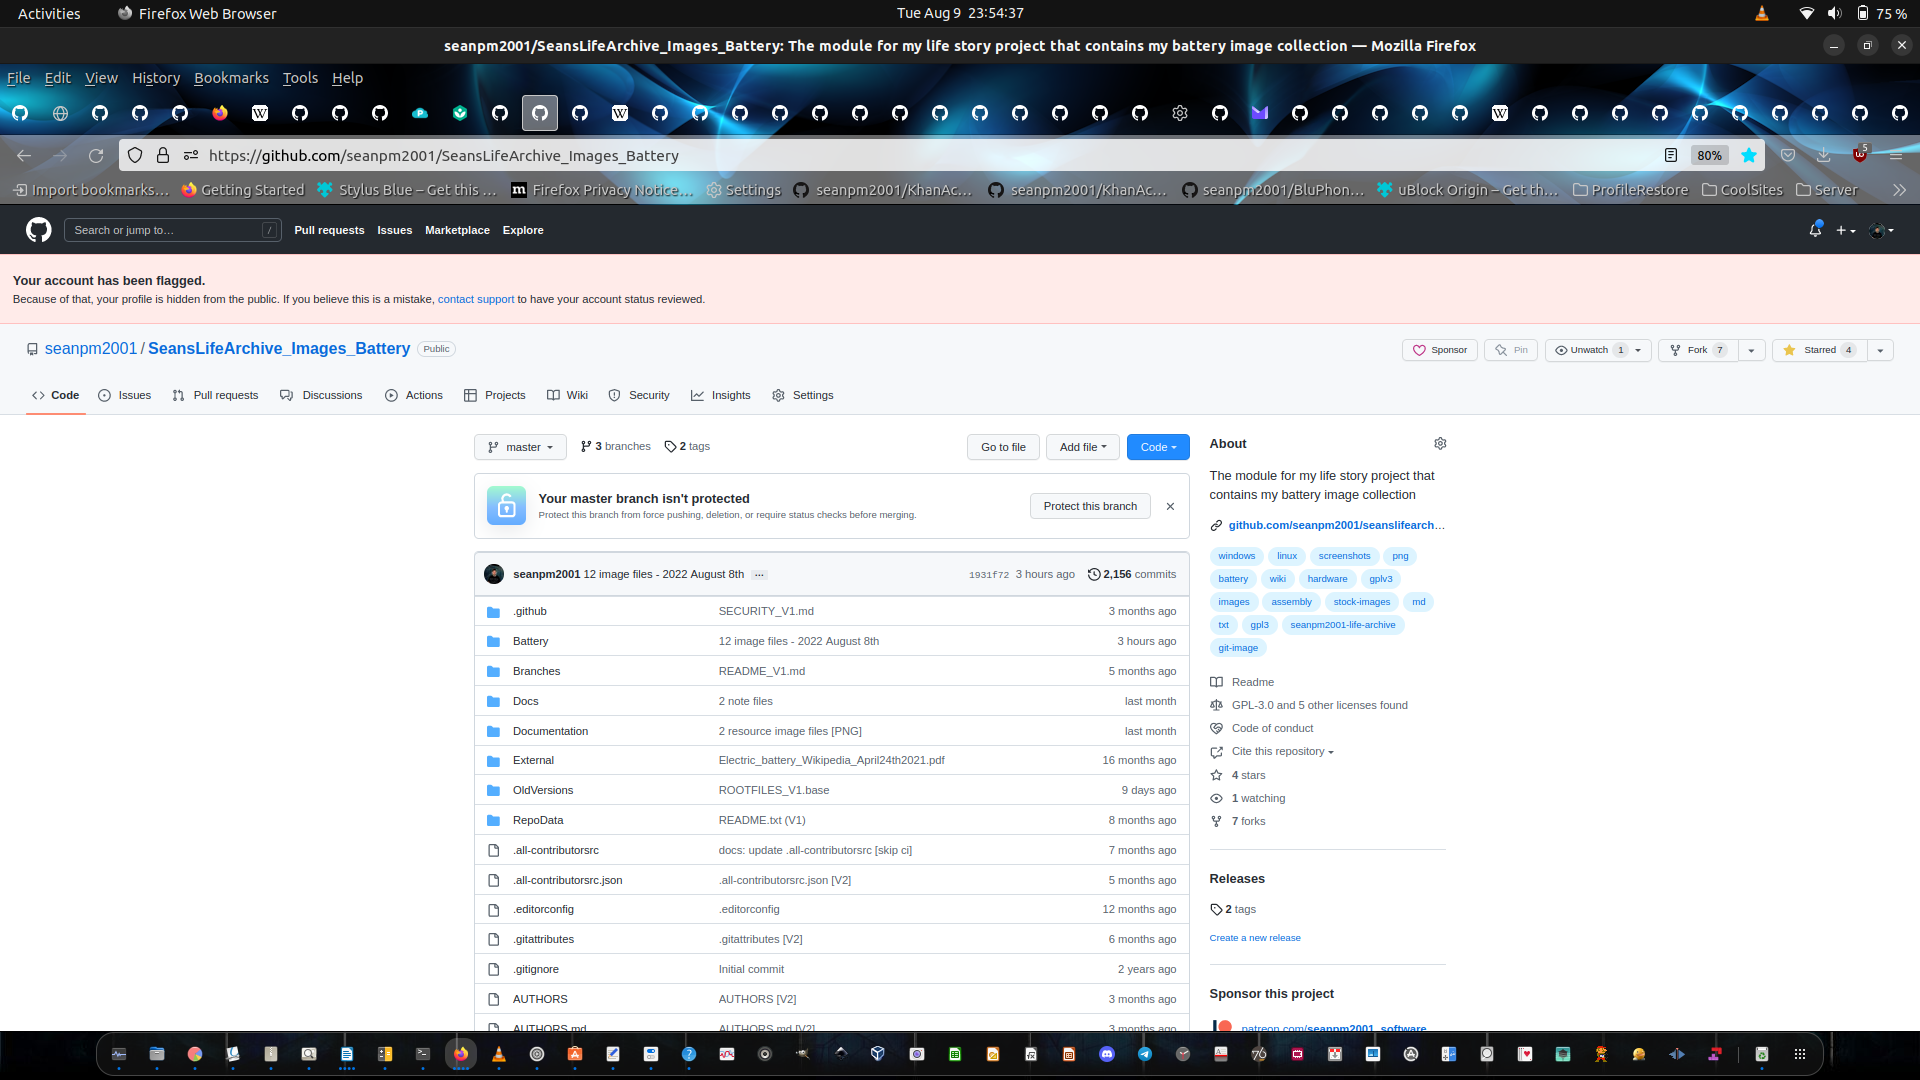 Activities
Firefox Web Browser
Tue Aug 9 23:54:37
75 %
seanpm2001/SeansLifeArchive_Images_Battery: The module for my life story project that contains my battery image collection — Mozilla Firefox
File Edit View History Bookmarks Tools Help
https://github.com/seanpm2001/SeansLifeArchive_Images_Battery
80%
5
Import bookmarks… Getting Started Stylus Blue – Get this … Firefox Privacy Notice… Settings seanpm2001/KhanAc… seanpm2001/KhanAc… seanpm2001/BluPhon… uBlock Origin – Get th… ProfileRestore CoolSites Server
Search or jump to… /
Pull requests Issues Marketplace Explore
Your account has been flagged.
Because of that, your profile is hidden from the public. If you believe this is a mistake, contact support to have your account status reviewed.
seanpm2001 / SeansLifeArchive_Images_Battery Public
Sponsor Pin Unwatch 1 Fork 7 Starred 4
Code Issues Pull requests Discussions Actions Projects Wiki Security Insights Settings
master 3 branches 2 tags
Go to file Add file Code
Your master branch isn't protected
Protect this branch from force pushing, deletion, or require status checks before merging.
Protect this branch
seanpm2001 12 image files - 2022 August 8th … 1931f72 3 hours ago 2,156 commits
.github SECURITY_V1.md 3 months ago
Battery 12 image files - 2022 August 8th 3 hours ago
Branches README_V1.md 5 months ago
Docs 2 note files last month
Documentation 2 resource image files [PNG] last month
External Electric_battery_Wikipedia_April24th2021.pdf 16 months ago
OldVersions ROOTFILES_V1.base 9 days ago
RepoData README.txt (V1) 8 months ago
.all-contributorsrc docs: update .all-contributorsrc [skip ci] 7 months ago
.all-contributorsrc.json .all-contributorsrc.json [V2] 5 months ago
.editorconfig .editorconfig 12 months ago
.gitattributes .gitattributes [V2] 6 months ago
.gitignore Initial commit 2 years ago
AUTHORS AUTHORS [V2] 3 months ago
AUTHORS.md AUTHORS.md [V2] 3 months ago
About
The module for my life story project that
contains my battery image collection
github.com/seanpm2001/seanslifearch…
windows linux screenshots png
battery wiki hardware gplv3
images assembly stock-images md
txt gpl3 seanpm2001-life-archive
git-image
Readme
GPL-3.0 and 5 other licenses found
Code of conduct
Cite this repository
4 stars
1 watching
7 forks
Releases
2 tags
Create a new release
Sponsor this project
patreon.com/seanpm2001_software